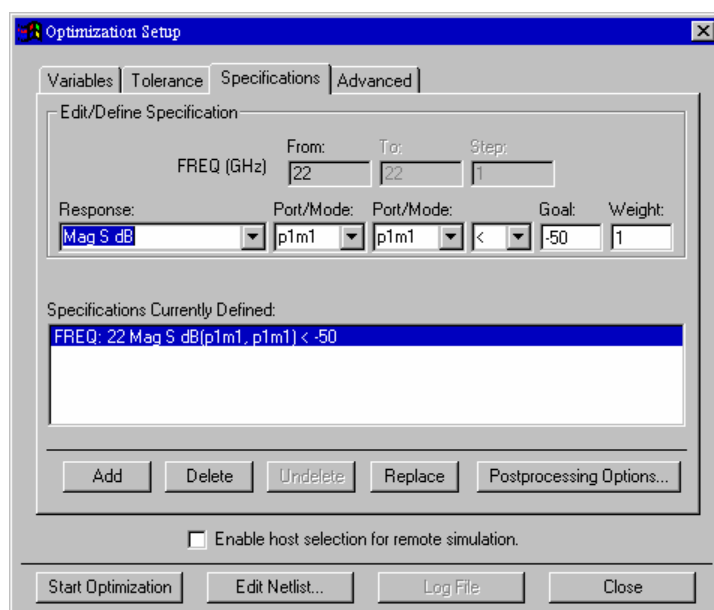 Optimization Setup
Variables Tolerance Specifications Advanced
Edit/Define Specification
From: To: Step:
FREQ (GHz) 22 22 1
Response: Port/Mode: Port/Mode: Goal: Weight:
Mag S dB p1m1 p1m1 < -50 1
Specifications Currently Defined:
FREQ: 22 Mag S dB(p1m1, p1m1) < -50
Add Delete Undelete Replace Postprocessing Options...
Enable host selection for remote simulation.
Start Optimization Edit Netlist... Log File Close